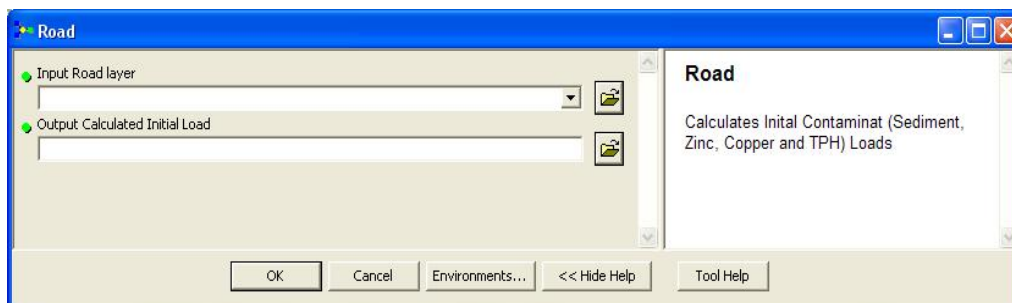 Road
Input Road layer
Output Calculated Initial Load
Road
Calculates Inital Contaminat (Sediment,
Zinc, Copper and TPH) Loads
OK
Cancel
Environments...
<< Hide Help
Tool Help